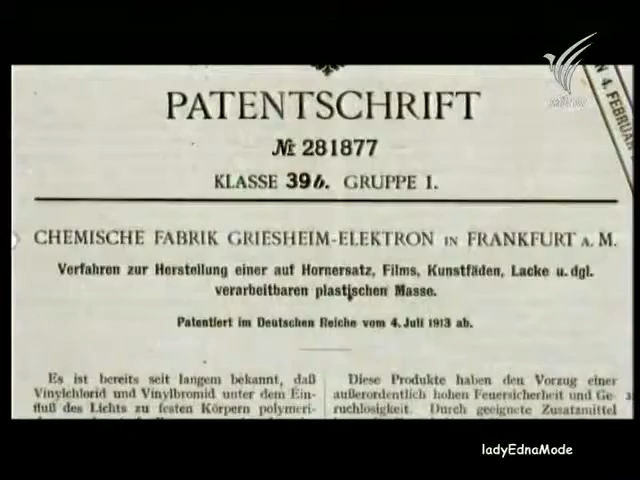 N 4. FEBRUAR
PATENTSCHRIFT
№ 281877
KLASSE 39b. GRUPPE 1.
CHEMISCHE FABRIK GRIESHEIM-ELEKTRON IN FRANKFURT A. M.
Verfahren zur Herstellung einer auf Hornersatz, Films, Kunstfäden, Lacke u. dgl.
verarbeitbaren plastischen Masse.
Patentiert im Deutschen Reiche vom 4. Juli 1913 ab.
Es ist bereits seit langem bekannt, daß
Vinylchlorid und Vinylbromid unter dem Ein-
fluß des Lichts zu festen Körpern polymeri-
Diese Produkte haben den Vorzug einer
außerordentlich hohen Feuersicherheit und Ge-
ruchlosigkeit. Durch geeignete Zusatzmittel
ladyEdnaMode